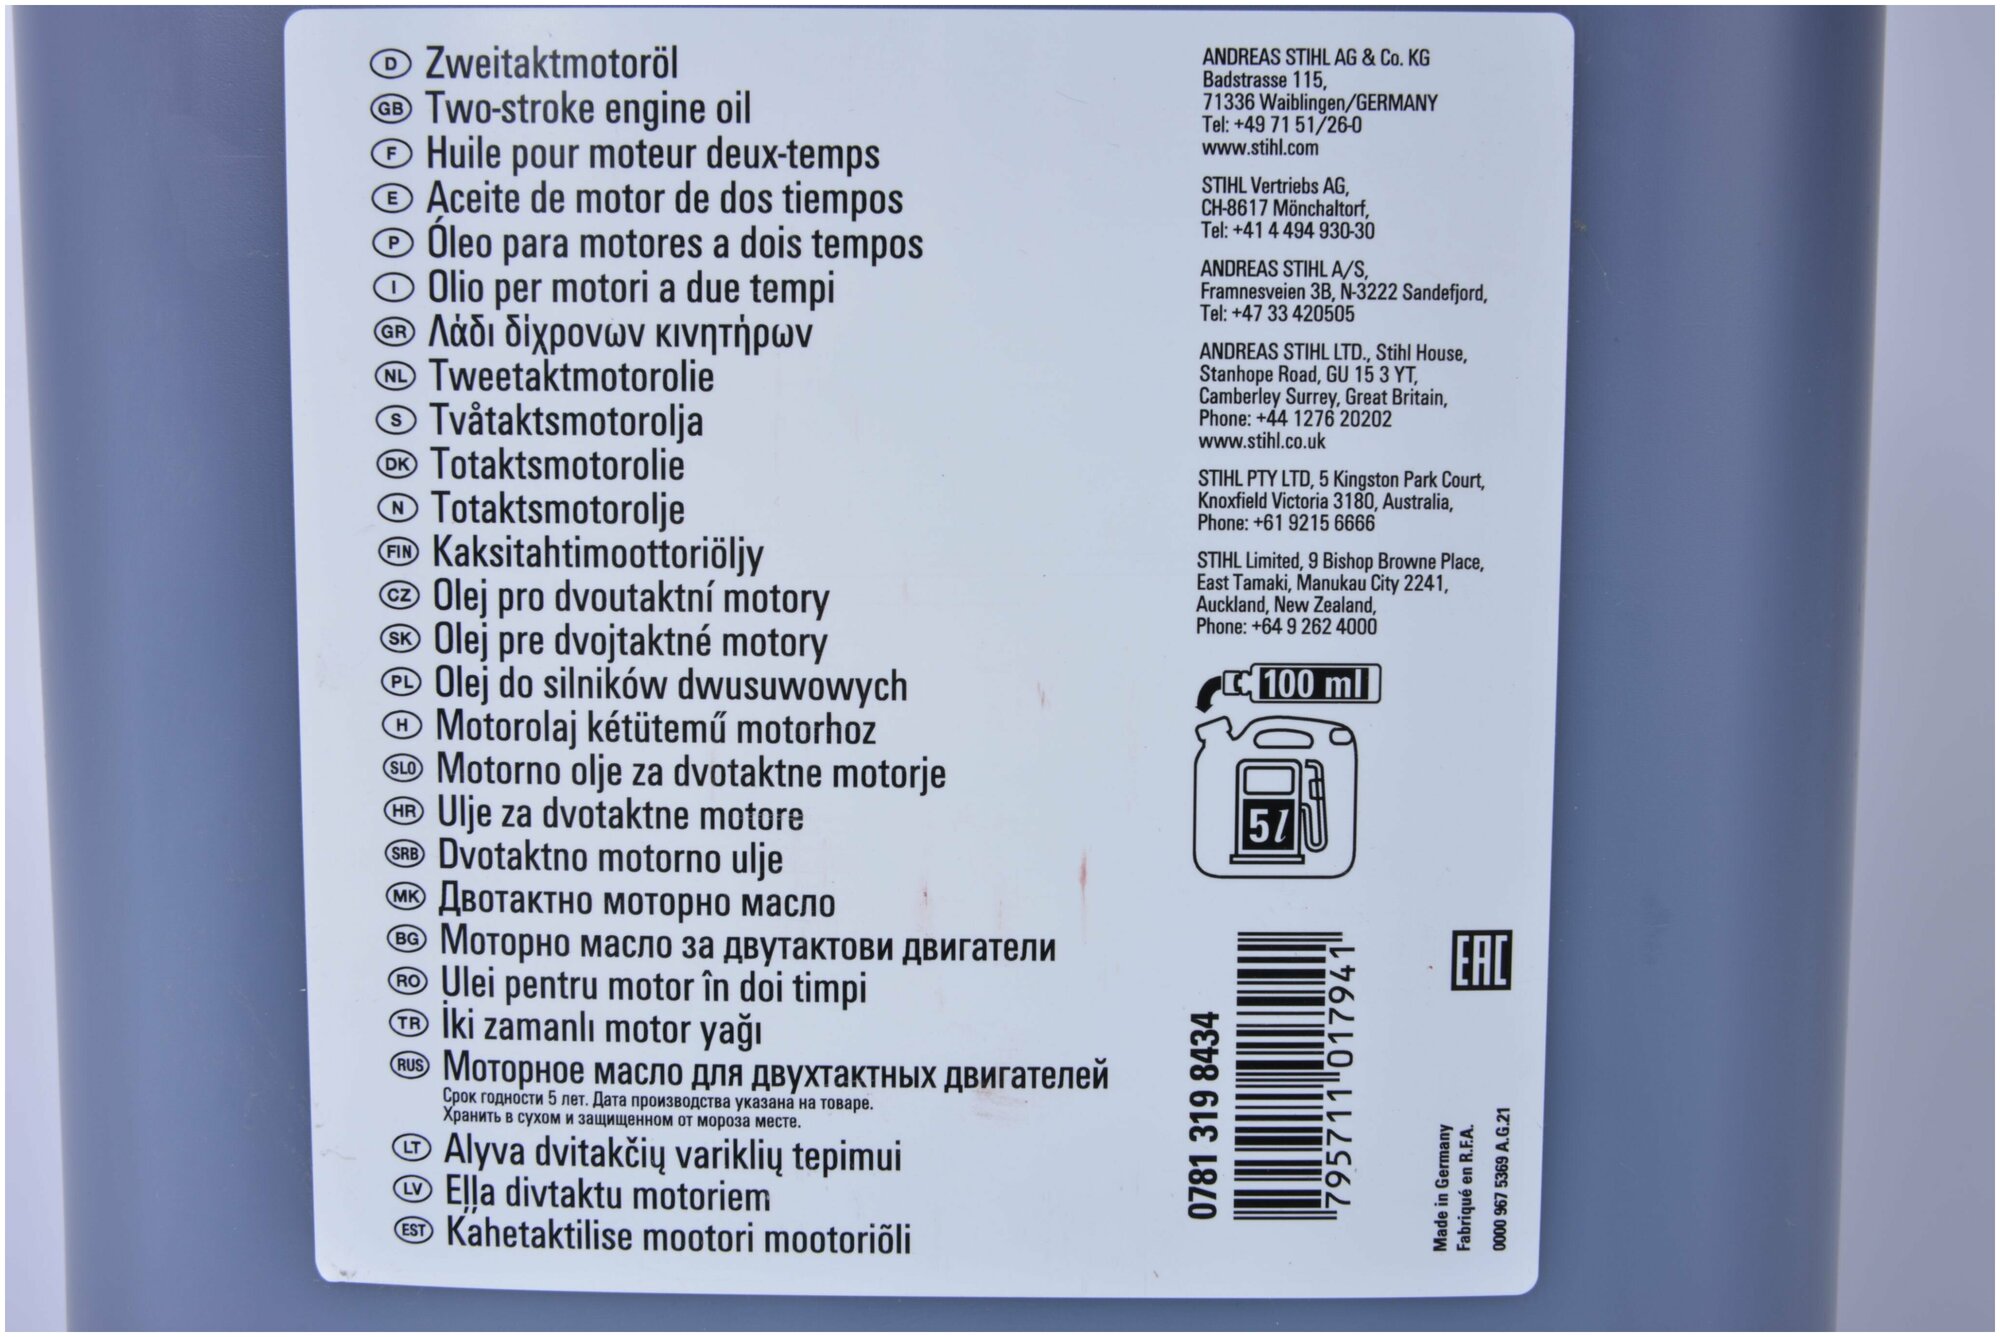 D Zweitaktmotoröl
GB Two-stroke engine oil
F Huile pour moteur deux-temps
E Aceite de motor de dos tiempos
P Óleo para motores a dois tempos
I Olio per motori a due tempi
GR Λάδι δίχρονων κινητήρων
NL Tweetaktmotorolie
S Tvåtaktsmotorolja
DK Totaktsmotorolie
N Totaktsmotorolje
FIN Kaksitahtimoottoriöljy
CZ Olej pro dvoutaktní motory
SK Olej pre dvojtaktné motory
PL Olej do silników dwusuwowych
H Motorolaj kétütemű motorhoz
SLO Motorno olje za dvotaktne motorje
HR Ulje za dvotaktne motore
SRB Dvotaktno motorno ulje
MK Двотактно моторно масло
BG Моторно масло за двутактови двигатели
RO Ulei pentru motor în doi timpi
TR İki zamanlı motor yağı
RUS Моторное масло для двухтактных двигателей
Срок годности 5 лет. Дата производства указана на товаре.
Хранить в сухом и защищенном от мороза месте.
LT Alyva dvitakčių variklių tepimui
LV Eļļa divtaktu motoriem
EST Kahetaktilise mootori mootoriõli
ANDREAS STIHL AG & Co. KG
Badstrasse 115,
71336 Waiblingen/GERMANY
Tel: +49 71 51/26-0
www.stihl.com
STIHL Vertriebs AG,
CH-8617 Mönchaltorf,
Tel: +41 4 494 930-30
ANDREAS STIHL A/S,
Framnesveien 3B, N-3222 Sandefjord,
Tel: +47 33 420505
ANDREAS STIHL LTD., Stihl House,
Stanhope Road, GU 15 3 YT,
Camberley Surrey, Great Britain,
Phone: +44 1276 20202
www.stihl.co.uk
STIHL PTY LTD, 5 Kingston Park Court,
Knoxfield Victoria 3180, Australia,
Phone: +61 9215 6666
STIHL Limited, 9 Bishop Browne Place,
East Tamaki, Manukau City 2241,
Auckland, New Zealand,
Phone: +64 9 262 4000
100 ml
5 l
EAC
0781 319 8434
795711 017941
Made in Germany
Fabriqué en R.F.A.
0000 967 5369 A.G.21